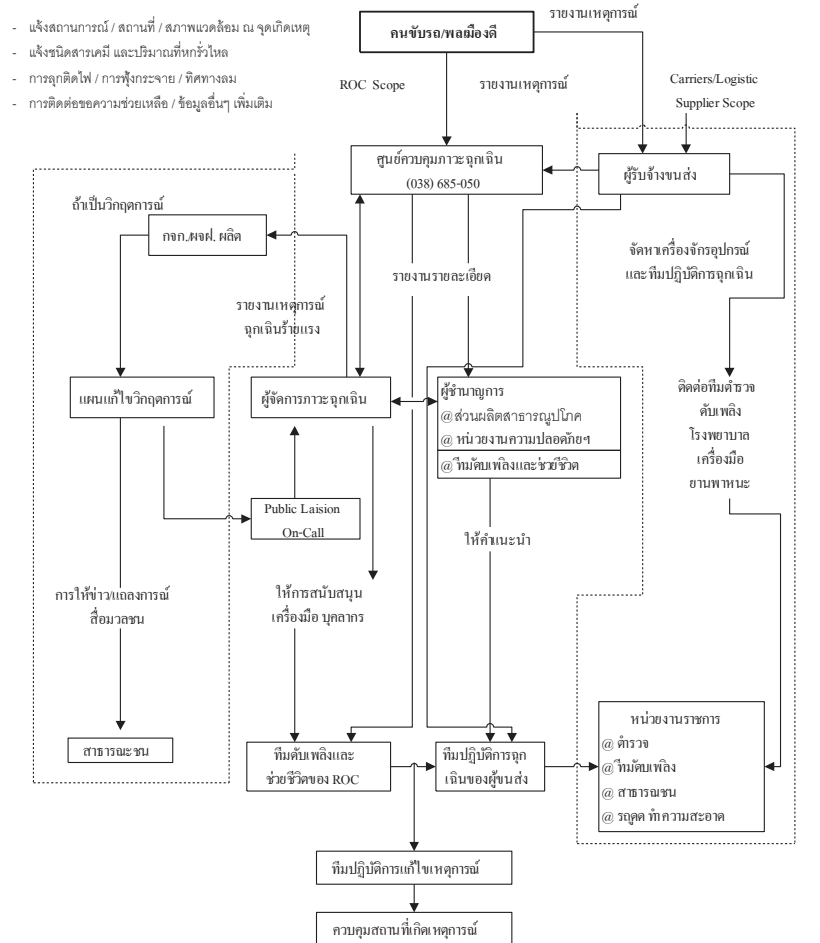 - แจ้งสถานการณ์ / สถานที่ / สภาพแวดล้อม ณ จุดเกิดเหตุ
- แจ้งชนิดสารเคมี และปริมาณที่หกรั่วไหล
- การลุกติดไฟ / การฟุ้งกระจาย / ทิศทางลม
- การติดต่อขอความช่วยเหลือ / ข้อมูลอื่นๆ เพิ่มเติม
คนขับรถ/พลเมืองดี
รายงานเหตุการณ์
ROC Scope
รายงานเหตุการณ์
Carriers/Logistic
Supplier Scope
ศูนย์ควบคุมภาวะฉุกเฉิน
(038) 685-050
ผู้รับจ้างขนส่ง
ถ้าเป็นวิกฤตการณ์
กจก./ผจฝ. ผลิต
จัดหาเครื่องจักรอุปกรณ์
และทีมปฏิบัติการฉุกเฉิน
รายงานรายละเอียด
รายงานเหตุการณ์
ฉุกเฉินร้ายแรง
แผนแก้ไขวิกฤตการณ์
ผู้จัดการภาวะฉุกเฉิน
ผู้ชำนาญการ
@ ส่วนผลิตสาธารณูปโภค
@ หน่วยงานความปลอดภัยฯ
@ ทีมดับเพลิงและช่วยชีวิต
ติดต่อทีมตำรวจ
ดับเพลิง
โรงพยาบาล
เครื่องมือ
ยานพาหนะ
Public Laision
On-Call
ให้คำแนะนำ
การให้ข่าว/แถลงการณ์
สื่อมวลชน
ให้การสนับสนุน
เครื่องมือ บุคลากร
สาธารณะชน
ทีมดับเพลิงและ
ช่วยชีวิตของ ROC
ทีมปฏิบัติการฉุก
เฉินของผู้ขนส่ง
หน่วยงานราชการ
@ ตำรวจ
@ ทีมดับเพลิง
@ สาธารณชน
@ รถดูด ทำความสะอาด
ทีมปฏิบัติการแก้ไขเหตุการณ์
ควบคุมสถานที่เกิดเหตุการณ์